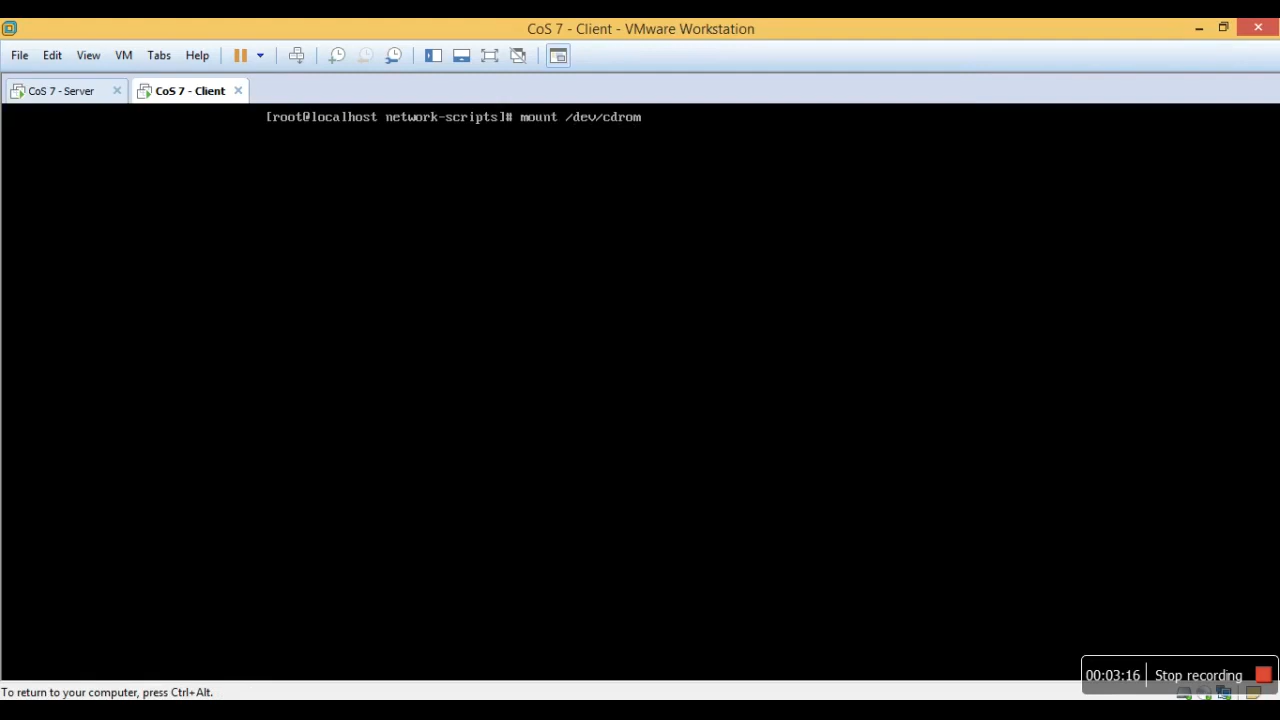 CoS 7 - Client - VMware Workstation
File Edit View VM Tabs Help
CoS 7 - Server CoS 7 - Client
[root@localhost network-scripts]# mount /dev/cdrom
00:03:16 Stop recording
To return to your computer, press Ctrl+Alt.